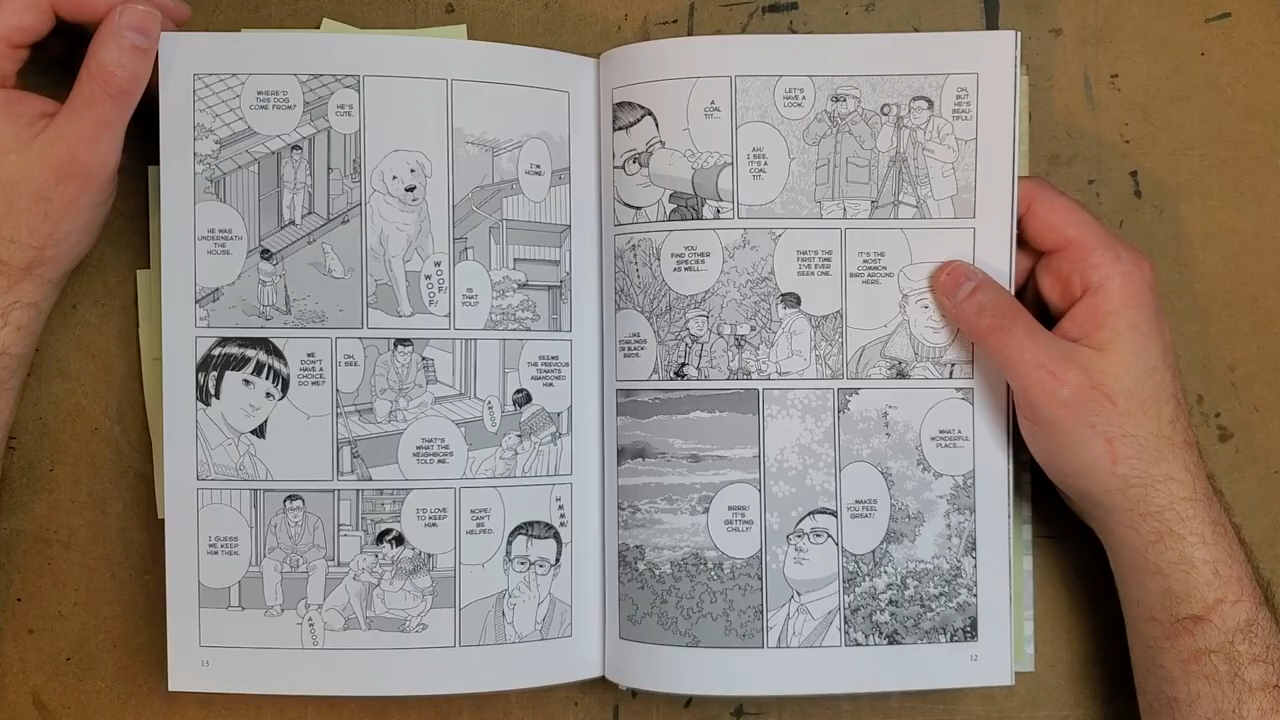 OH,
BUT
HE'S
BEAU-
TIFUL!
LET'S
HAVE A
LOOK.
AH!
I SEE.
IT'S A
COAL
TIT.
A
COAL
TIT...
IT'S THE
MOST
COMMON
BIRD AROUND
HERE.
THAT'S THE
FIRST TIME
I'VE EVER
SEEN ONE.
YOU
FIND OTHER
SPECIES
AS WELL...
...LIKE
STARLINGS
OR BLACK-
BIRDS.
WHAT A
WONDERFUL
PLACE...
...MAKES
YOU FEEL
GREAT!
BRRR!
IT'S
GETTING
CHILLY!
12
I'M
HOME!
IS
THAT
YOU?
WOOF!
WOOF!
HE'S
CUTE.
WHERE'D
THIS DOG
COME FROM?
HE WAS
UNDERNEATH
THE
HOUSE.
SEEMS
THE PREVIOUS
TENANTS
ABANDONED
HIM.
AWOOO
OH,
I SEE.
THAT'S
WHAT THE
NEIGHBORS
TOLD ME.
WE
DON'T
HAVE A
CHOICE,
DO WE?
HMMM!
NOPE!
CAN'T
BE
HELPED.
I'D LOVE
TO KEEP
HIM.
I GUESS
WE KEEP
HIM THEN.
AWOOO
13